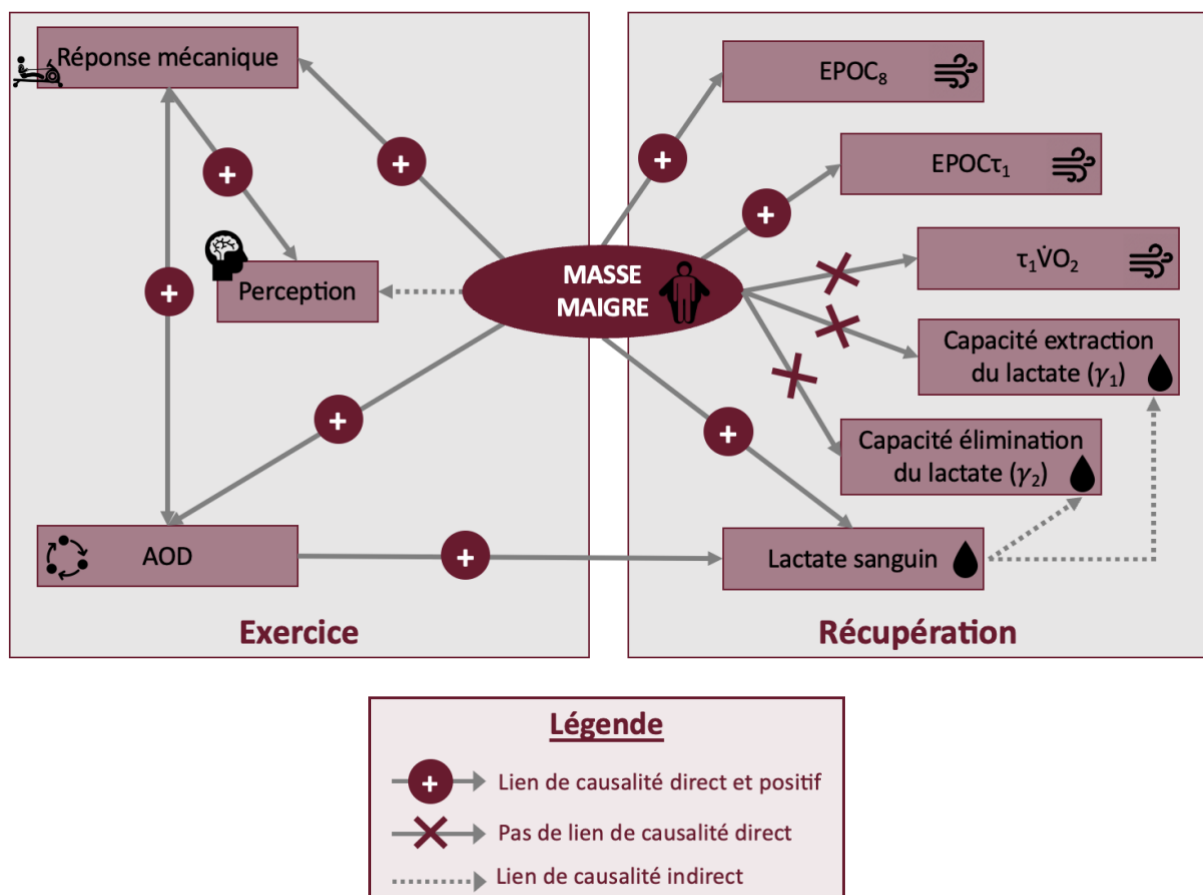 Réponse mécanique
+
+
+
Perception
+
AOD
+
+
Exercice
MASSE
MAIGRE
EPOC₈
+
EPOCτ₁
+
τ₁V̇O₂
Capacité extraction
du lactate (γ₁)
Capacité élimination
du lactate (γ₂)
+
Lactate sanguin
Récupération
Légende
+ Lien de causalité direct et positif
Pas de lien de causalité direct
Lien de causalité indirect